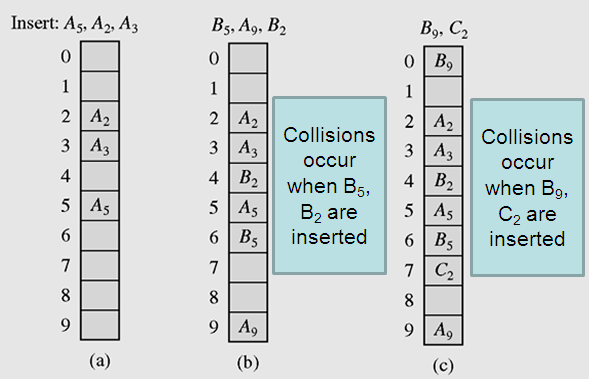 Insert: A₅, A₂, A₃
0
1
2 A₂
3 A₃
4
5 A₅
6
7
8
9
(a)
B₅, A₉, B₂
0
1
2 A₂
3 A₃
4 B₂
5 A₅
6 B₅
7
8
9 A₉
(b)
Collisions
occur
when B₅,
B₂ are
inserted
B₉, C₂
0 B₉
1
2 A₂
3 A₃
4 B₂
5 A₅
6 B₅
7 C₂
8
9 A₉
(c)
Collisions
occur
when B₉,
C₂ are
inserted